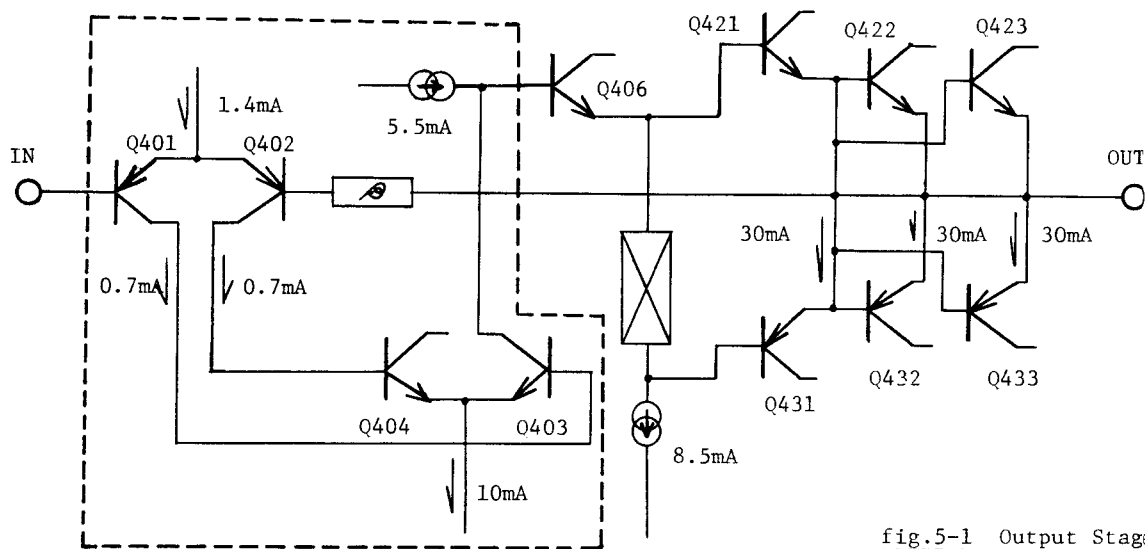 Q421
Q422
Q423
Q406
1.4mA
5.5mA
Q401
Q402
IN
OUT
0.7mA
0.7mA
30mA
30mA
30mA
Q404
Q403
Q431
Q432
Q433
8.5mA
10mA
fig.5-1 Output Stag